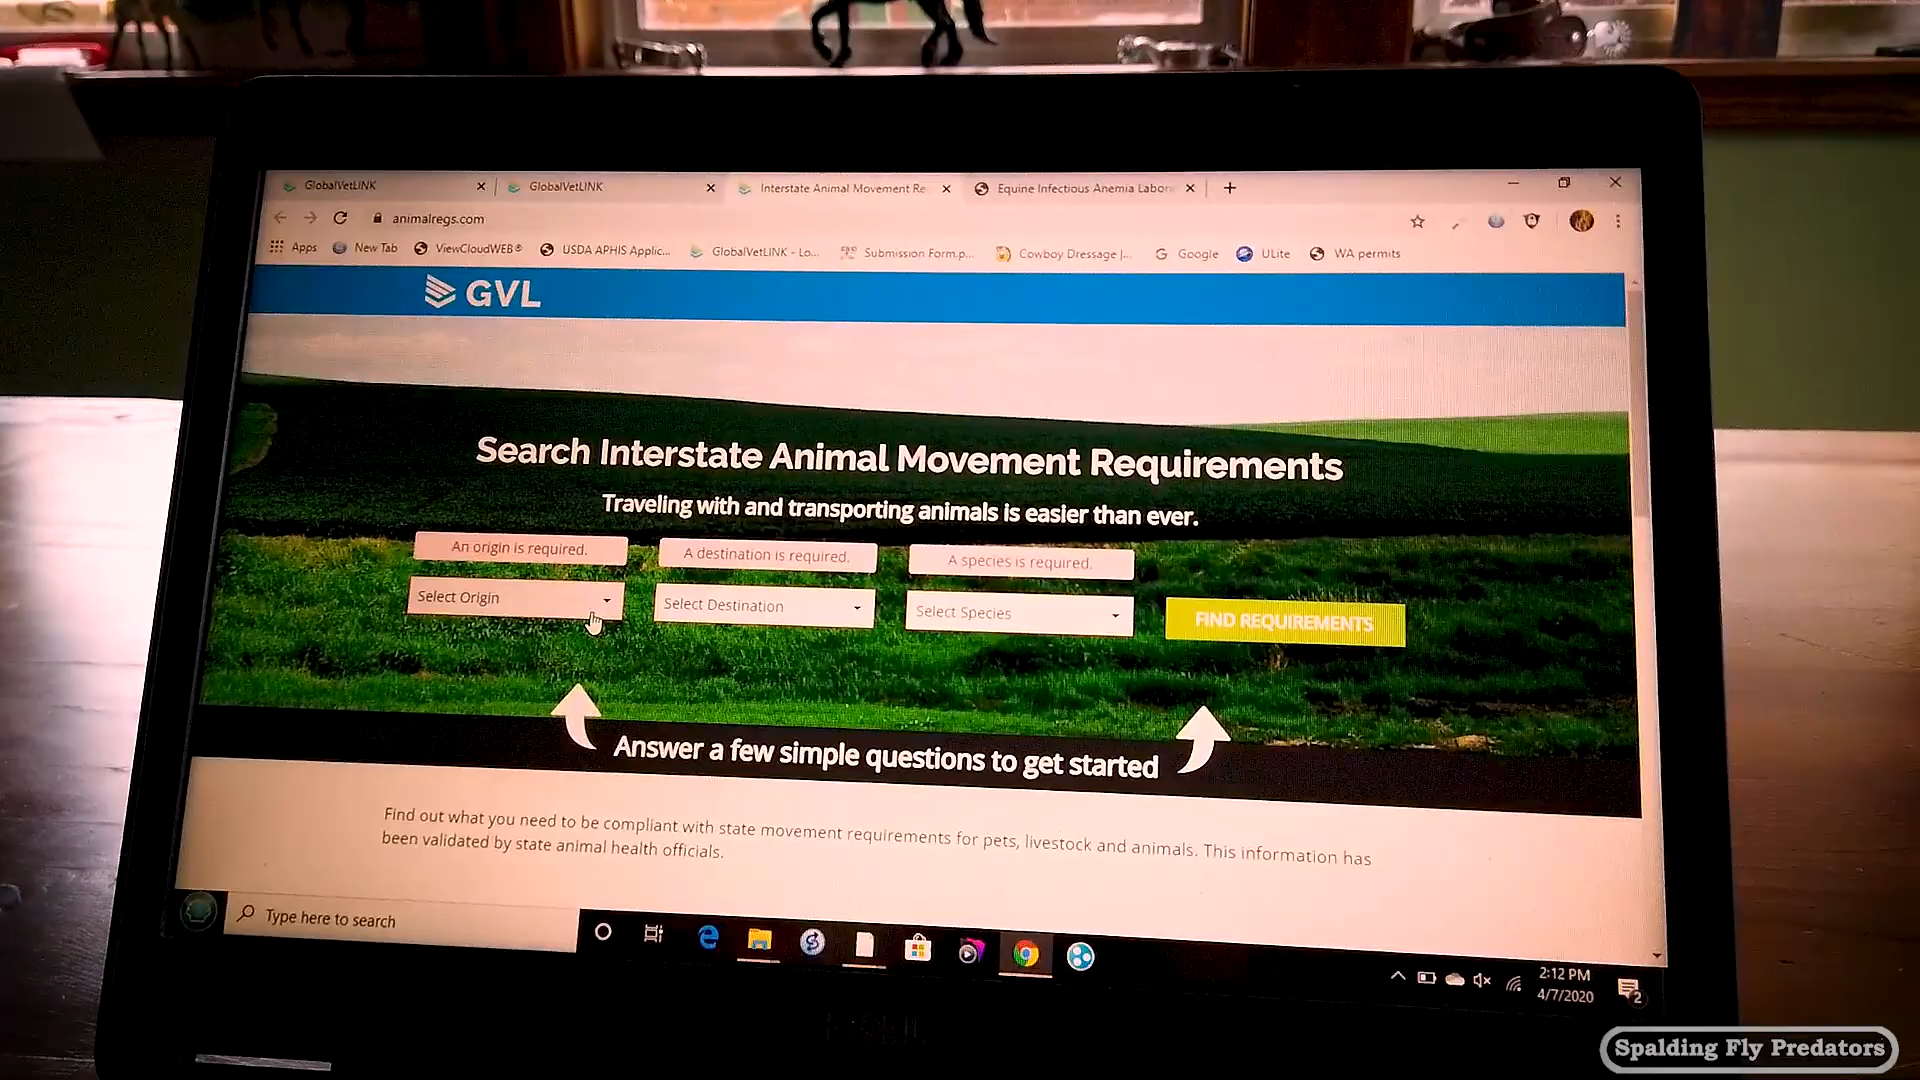 GlobalVetLINK
GlobalVetLINK
Interstate Animal Movement Re
Equine Infectious Anemia Labor
animalregs.com
Apps
New Tab
ViewCloudWEB®
USDA APHIS Applic...
GlobalVetLINK - Lo...
Submission Form.p...
Cowboy Dressage |...
Google
ULite
WA permits
GVL
Search Interstate Animal Movement Requirements
Traveling with and transporting animals is easier than ever.
An origin is required.
A destination is required.
A species is required.
Select Origin
Select Destination
Select Species
FIND REQUIREMENTS
Answer a few simple questions to get started
Find out what you need to be compliant with state movement requirements for pets, livestock and animals. This information has
been validated by state animal health officials.
Type here to search
2:12 PM
4/7/2020
2
Spalding Fly Predators